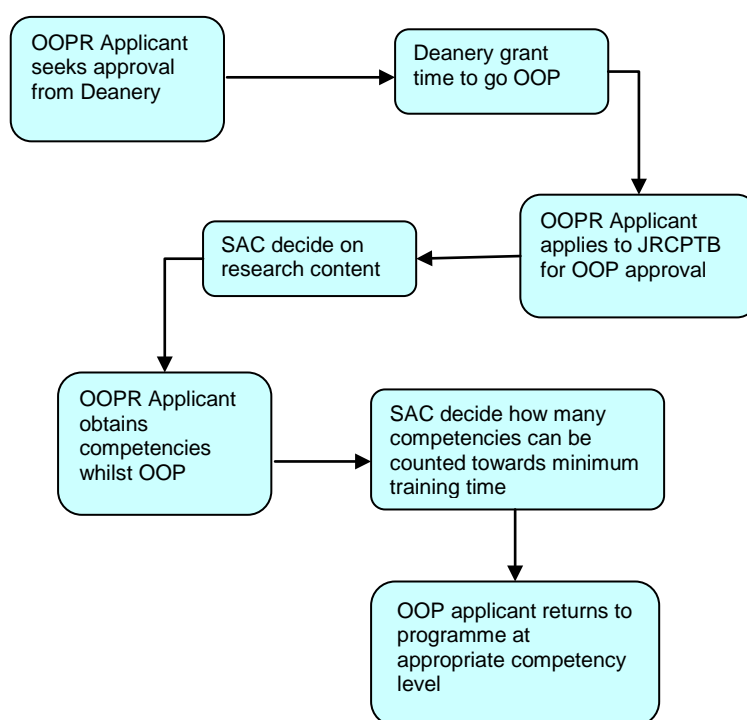 OOPR Applicant
seeks approval
from Deanery
Deanery grant
time to go OOP
OOPR Applicant
applies to JRCPTB
for OOP approval
SAC decide on
research content
OOPR Applicant
obtains
competencies
whilst OOP
SAC decide how many
competencies can be
counted towards minimum
training time
OOP applicant returns to
programme at
appropriate competency
level